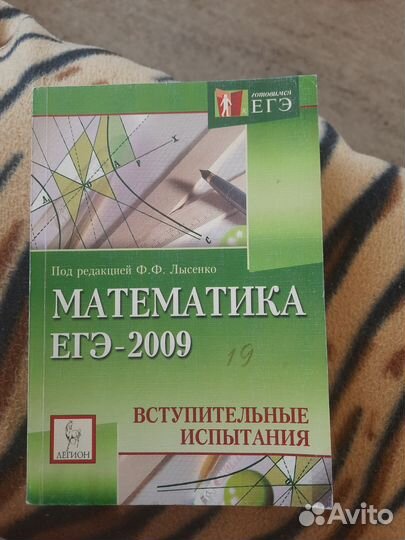 готовимся
ЕГЭ
Под редакцией Ф.Ф. Лысенко
МАТЕМАТИКА
ЕГЭ-2009
19
ВСТУПИТЕЛЬНЫЕ
ИСПЫТАНИЯ
ЛЕГИОН
Avito